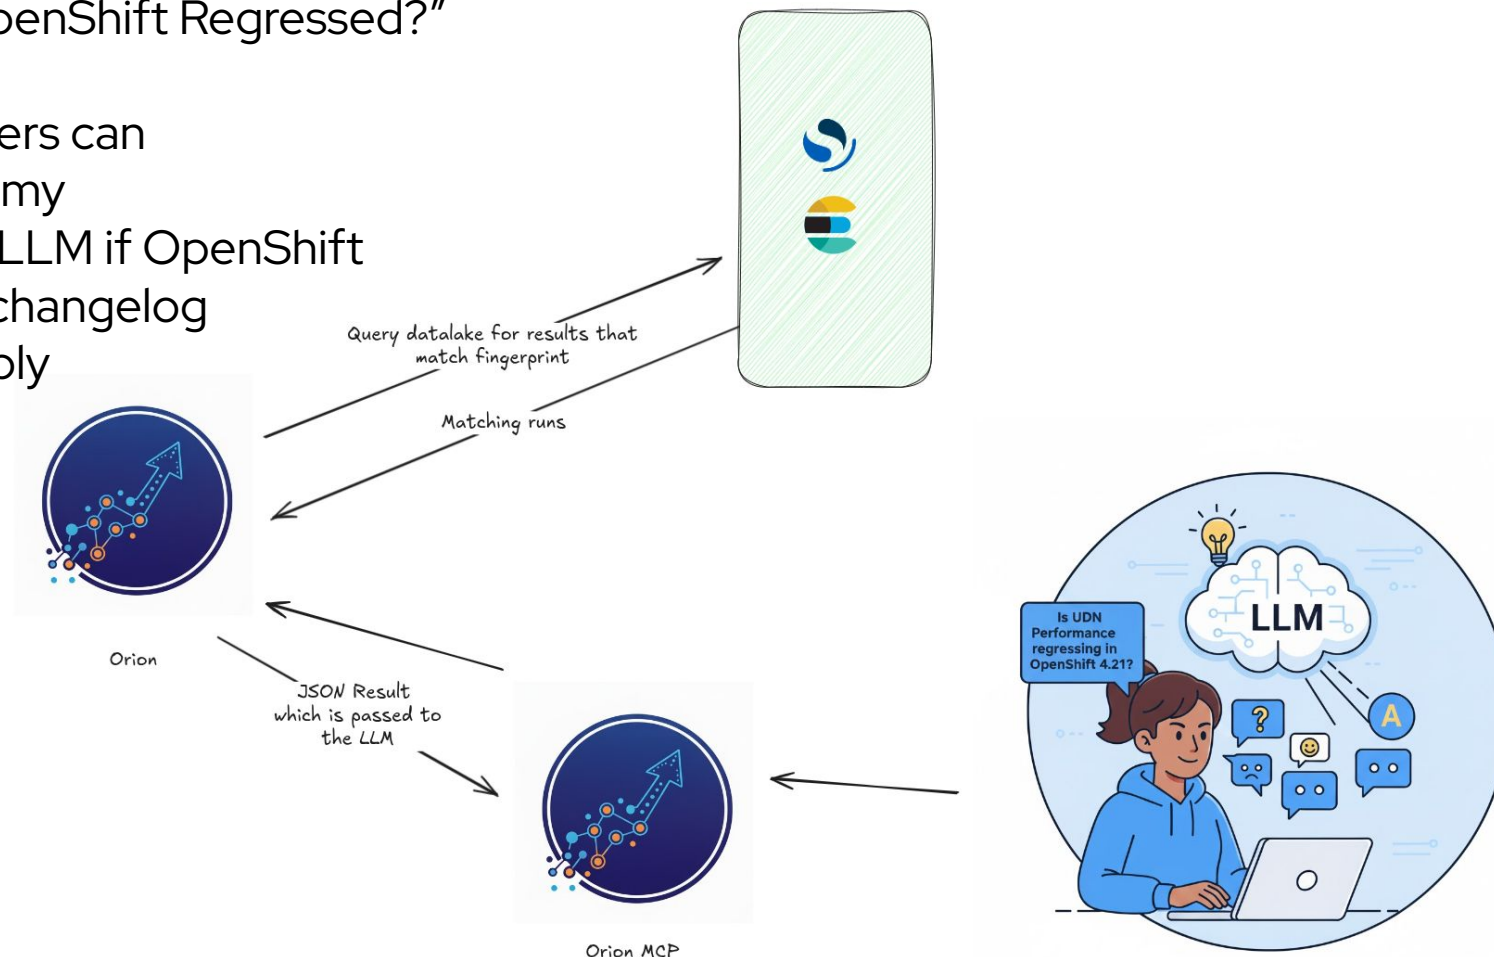 penShift Regressed?”
ers can
my
LLM if OpenShift
changelog
ply
Query datalake for results that
match fingerprint
Matching runs
Orion
JSON Result
which is passed to
the LLM
Orion MCP
Is UDN
Performance
regressing in
OpenShift 4.21?
LLM
?
A